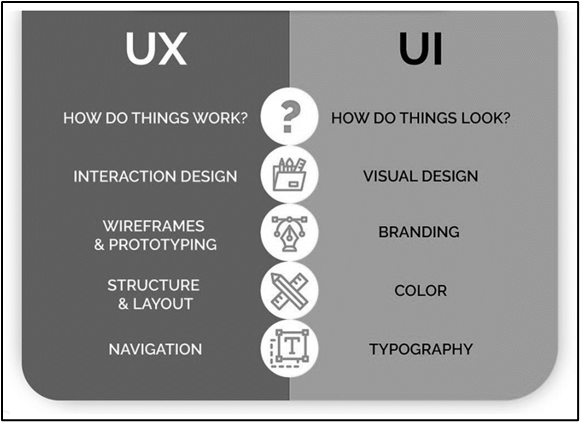 UX
UI
HOW DO THINGS WORK?
HOW DO THINGS LOOK?
INTERACTION DESIGN
VISUAL DESIGN
WIREFRAMES
& PROTOTYPING
BRANDING
STRUCTURE
& LAYOUT
COLOR
NAVIGATION
TYPOGRAPHY
?
T